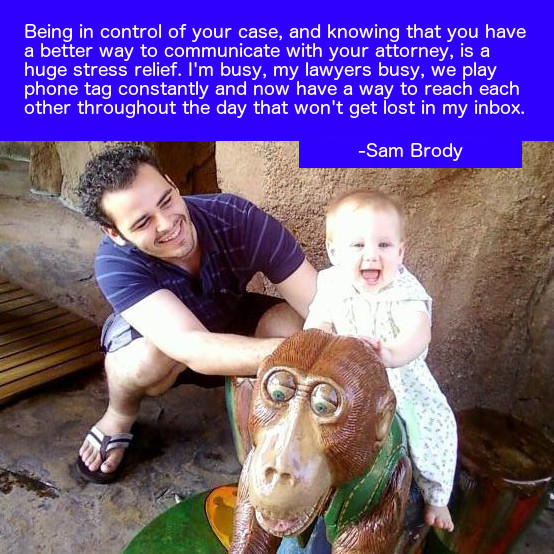 Being in control of your case, and knowing that you have
a better way to communicate with your attorney, is a
huge stress relief. I'm busy, my lawyers busy, we play
phone tag constantly and now have a way to reach each
other throughout the day that won't get lost in my inbox.
-Sam Brody